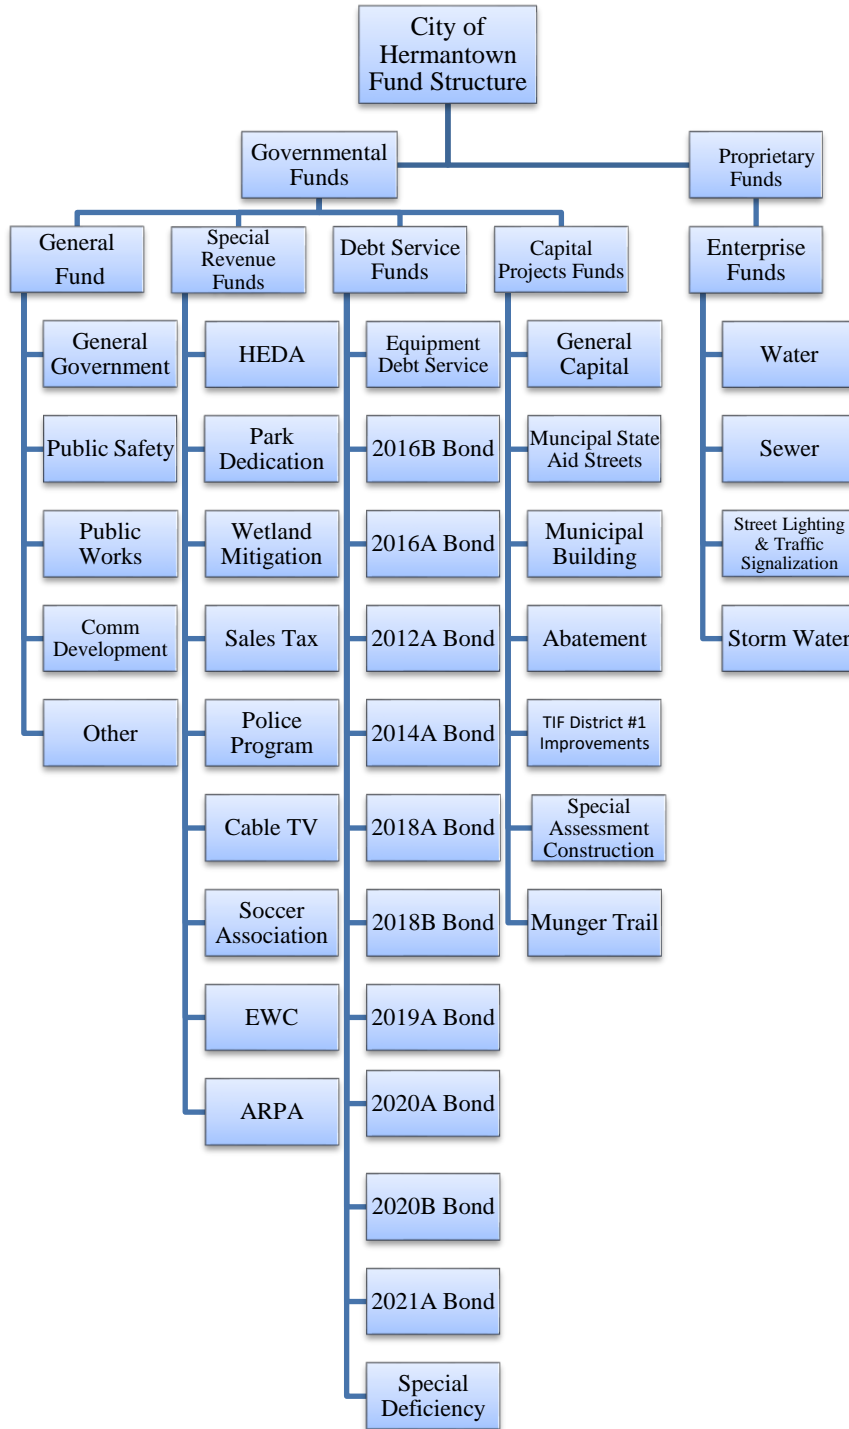 City of
Hermantown
Fund Structure
Governmental
Funds
Proprietary
Funds
General
Fund
Special
Revenue
Funds
Debt Service
Funds
Capital
Projects Funds
Enterprise
Funds
General
Government
Public Safety
Public
Works
Comm
Development
Other
HEDA
Park
Dedication
Wetland
Mitigation
Sales Tax
Police
Program
Cable TV
Soccer
Association
EWC
ARPA
Equipment
Debt Service
2016B Bond
2016A Bond
2012A Bond
2014A Bond
2018A Bond
2018B Bond
2019A Bond
2020A Bond
2020B Bond
2021A Bond
Special
Deficiency
General
Capital
Muncipal State
Aid Streets
Municipal
Building
Abatement
TIF District #1
Improvements
Special
Assessment
Construction
Munger Trail
Water
Sewer
Street Lighting
& Traffic
Signalization
Storm Water